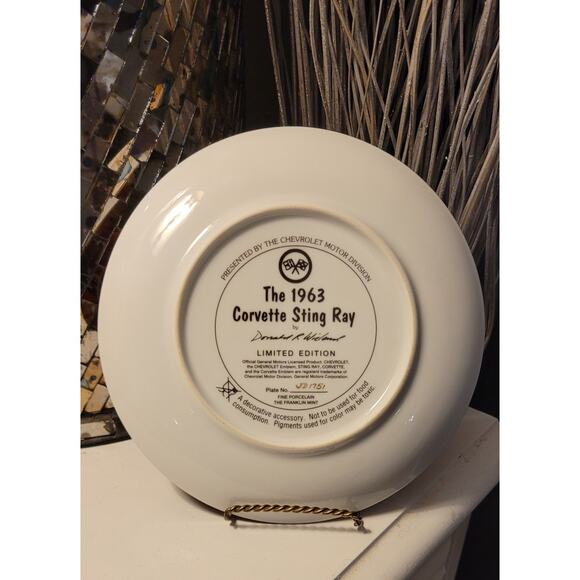 PRESENTED BY THE CHEVROLET MOTOR DIVISION
The 1963
Corvette Sting Ray
by
Donald R Wieland
LIMITED EDITION
Official General Motors Licensed Product: CHEVROLET,
the CHEVROLET Emblem, STING RAY, CORVETTE,
and the Corvette Emblem are registered trademarks of
Chevrolet Motor Division, General Motors Corporation.
Plate No. JD1751
FINE PORCELAIN
THE FRANKLIN MINT
A decorative accessory. Not to be used for food
consumption. Pigments used for color may be toxic.